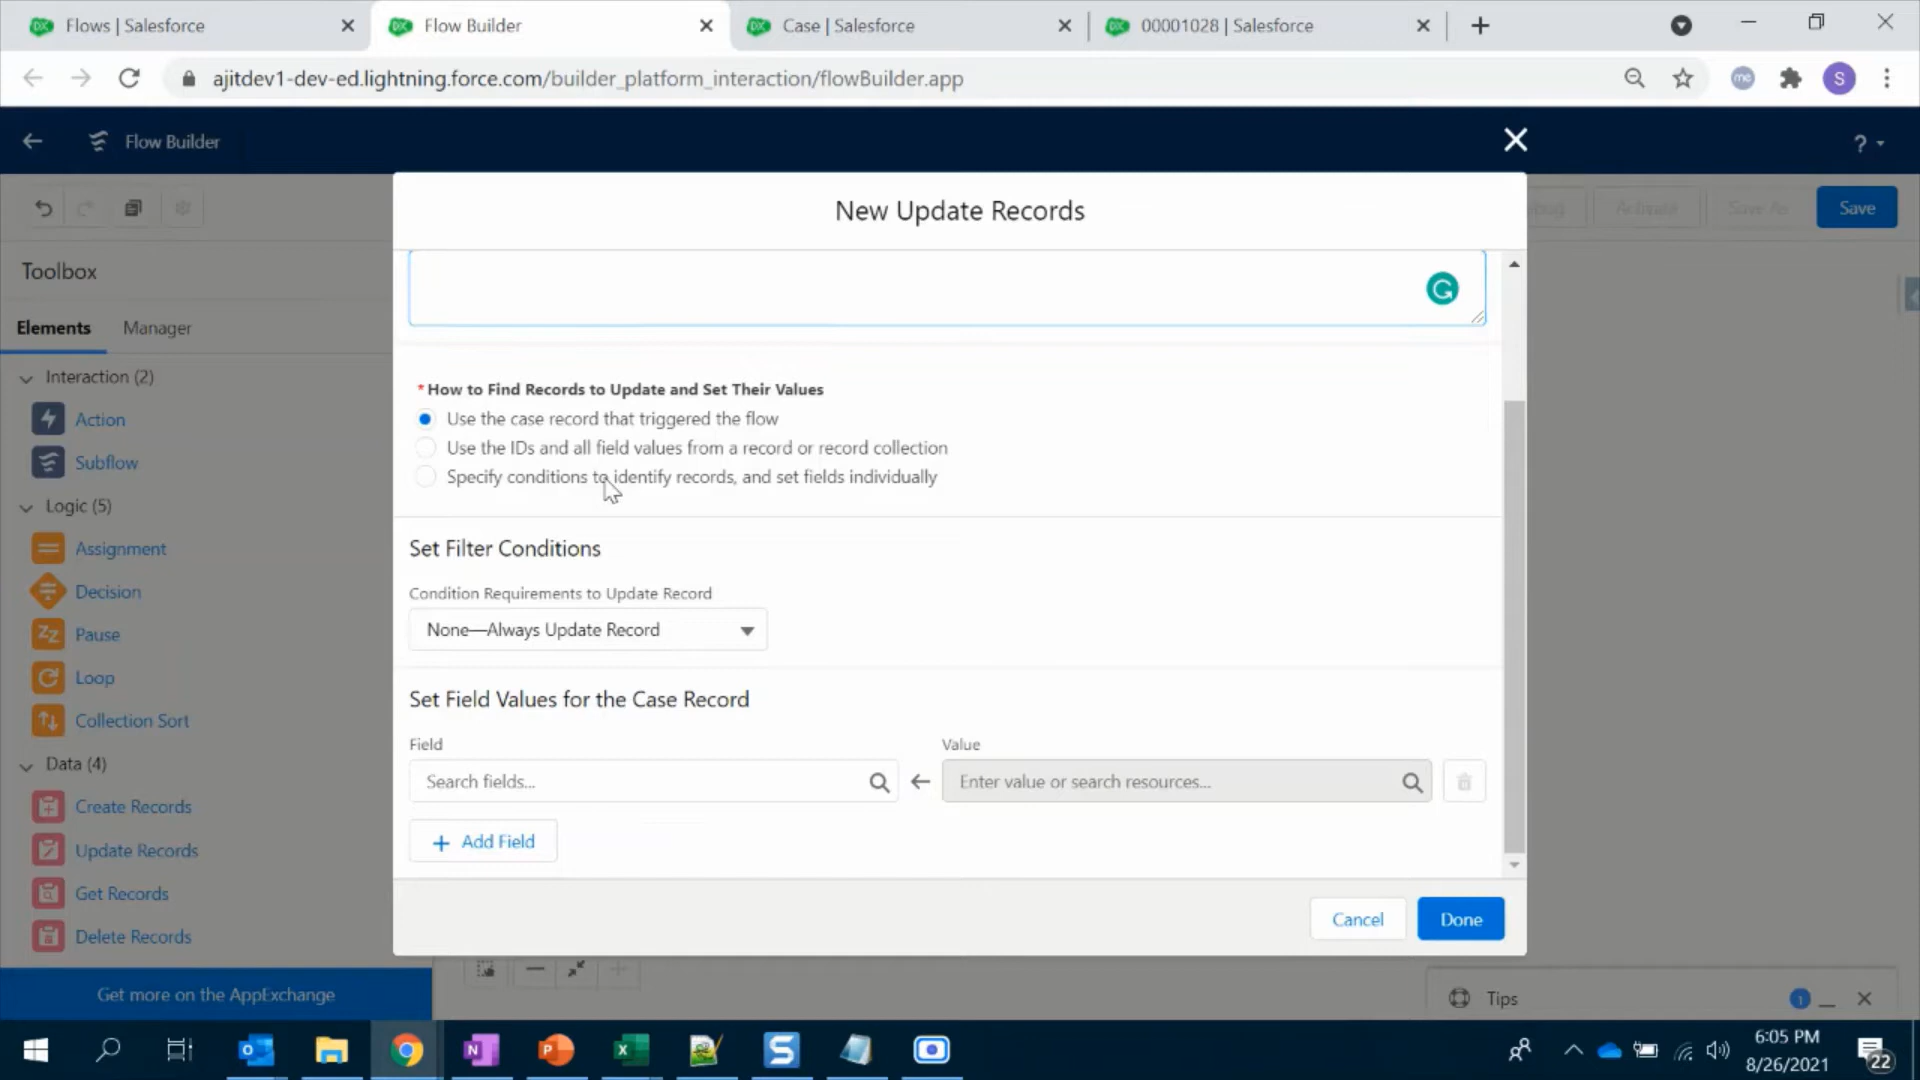 Flows | Salesforce
Flow Builder
Case | Salesforce
00001028 | Salesforce
ajitdev1-dev-ed.lightning.force.com/builder_platform_interaction/flowBuilder.app
me
S
Flow Builder
?
New Update Records
Activate
Save As
Save
Toolbox
Elements
Manager
Interaction (2)
Action
Subflow
Logic (5)
Assignment
Decision
Pause
Loop
Collection Sort
Data (4)
Create Records
Update Records
Get Records
Delete Records
Get more on the AppExchange
*How to Find Records to Update and Set Their Values
Use the case record that triggered the flow
Use the IDs and all field values from a record or record collection
Specify conditions to identify records, and set fields individually
Set Filter Conditions
Condition Requirements to Update Record
None—Always Update Record
Set Field Values for the Case Record
Field
Value
Search fields...
Enter value or search resources...
+ Add Field
Cancel
Done
Tips
1
6:05 PM
8/26/2021
22